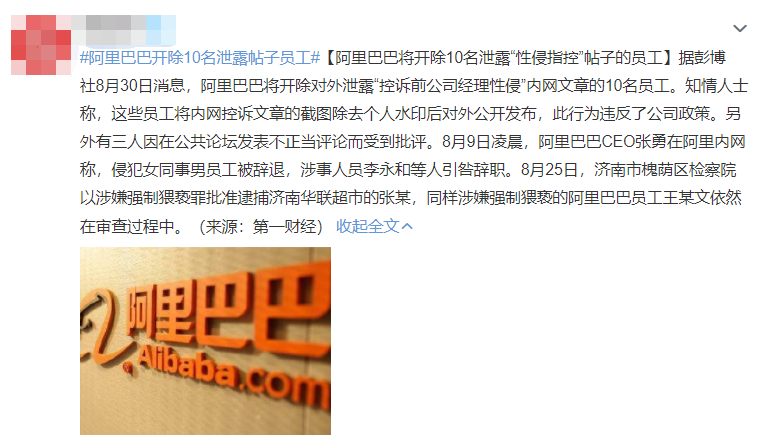 #阿里巴巴开除10名泄露帖子员工#【阿里巴巴将开除10名泄露“性侵指控”帖子的员工】据彭博
社8月30日消息，阿里巴巴将开除对外泄露“控诉前公司经理性侵”内网文章的10名员工。知情人士
称，这些员工将内网控诉文章的截图除去个人水印后对外公开发布，此行为违反了公司政策。另
外有三人因在公共论坛发表不正当评论而受到批评。8月9日凌晨，阿里巴巴CEO张勇在阿里内网
称，侵犯女同事男员工被辞退，涉事人员李永和等人引咎辞职。8月25日，济南市槐荫区检察院
以涉嫌强制猥亵罪批准逮捕济南华联超市的张某，同样涉嫌强制猥亵的阿里巴巴员工王某文依然
在审查过程中。（来源：第一财经） 收起全文
阿里巴巴
Alibaba.com